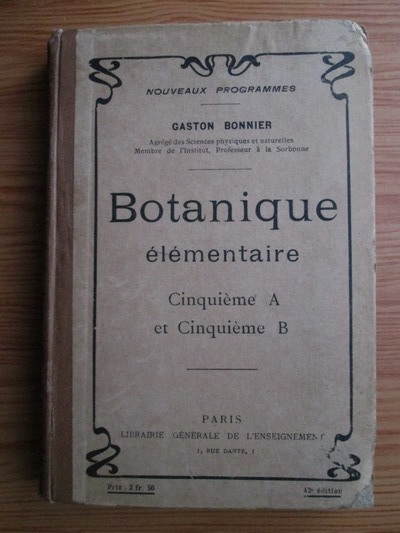 NOUVEAUX PROGRAMMES
GASTON BONNIER
Agrégé des Sciences physiques et naturelles
Membre de l'Institut, Professeur à la Sorbonne
Botanique
élémentaire
Cinquième A
et Cinquième B
PARIS
LIBRAIRIE GÉNÉRALE DE L'ENSEIGNEMENT
1, RUE DANTE, 1
Prix : 2 fr. 50
42e édition